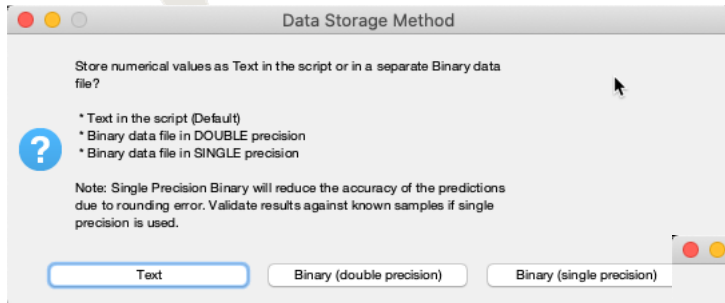 Data Storage Method
Store numerical values as Text in the script or in a separate Binary data
file?
* Text in the script (Default)
* Binary data file in DOUBLE precision
* Binary data file in SINGLE precision
?
Note: Single Precision Binary will reduce the accuracy of the predictions
due to rounding error. Validate results against known samples if single
precision is used.
Text
Binary (double precision)
Binary (single precision)